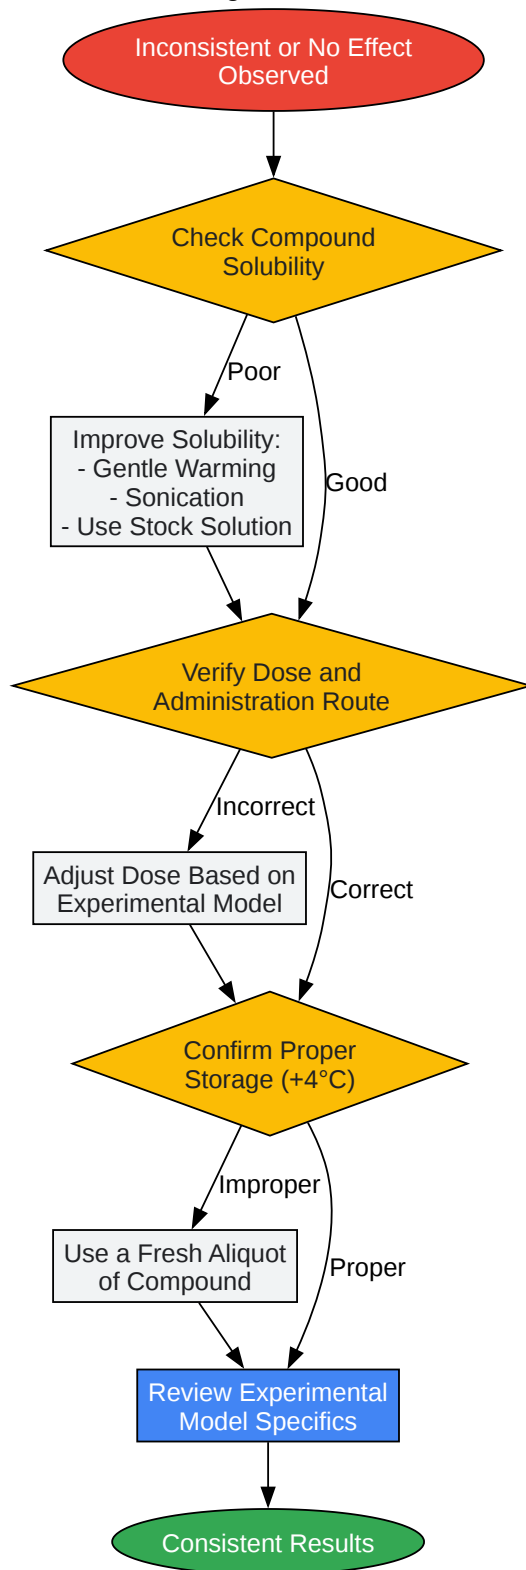 Inconsistent or No Effect
Observed
Check Compound
Solubility
Poor
Improve Solubility:
- Gentle Warming
- Sonication
- Use Stock Solution
Good
Verify Dose and
Administration Route
Incorrect
Adjust Dose Based on
Experimental Model
Correct
Confirm Proper
Storage (+4°C)
Improper
Use a Fresh Aliquot
of Compound
Proper
Review Experimental
Model Specifics
Consistent Results